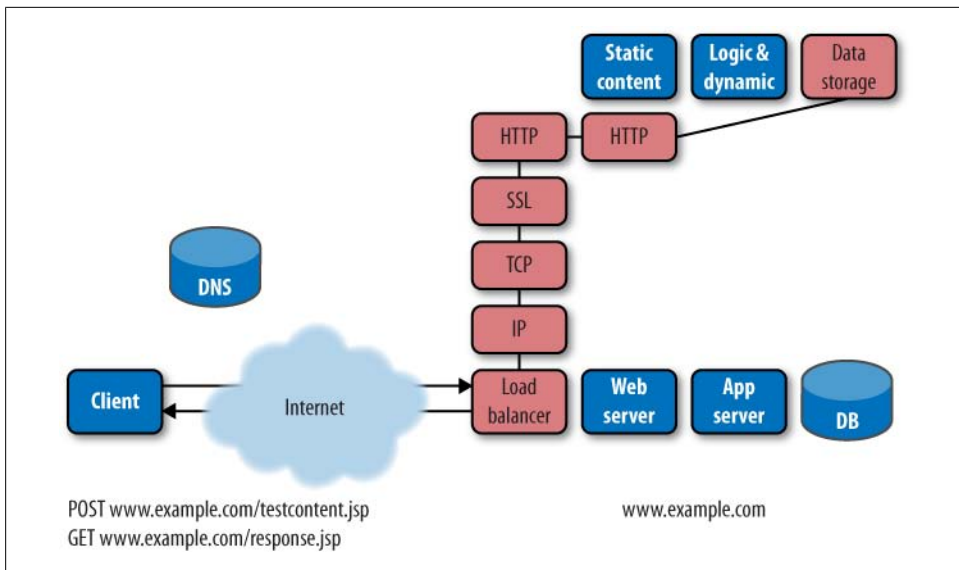 Static
content
Logic &
dynamic
Data
storage
HTTP
HTTP
SSL
TCP
DNS
IP
Client
Internet
Load
balancer
Web
server
App
server
DB
POST www.example.com/testcontent.jsp
GET www.example.com/response.jsp
www.example.com